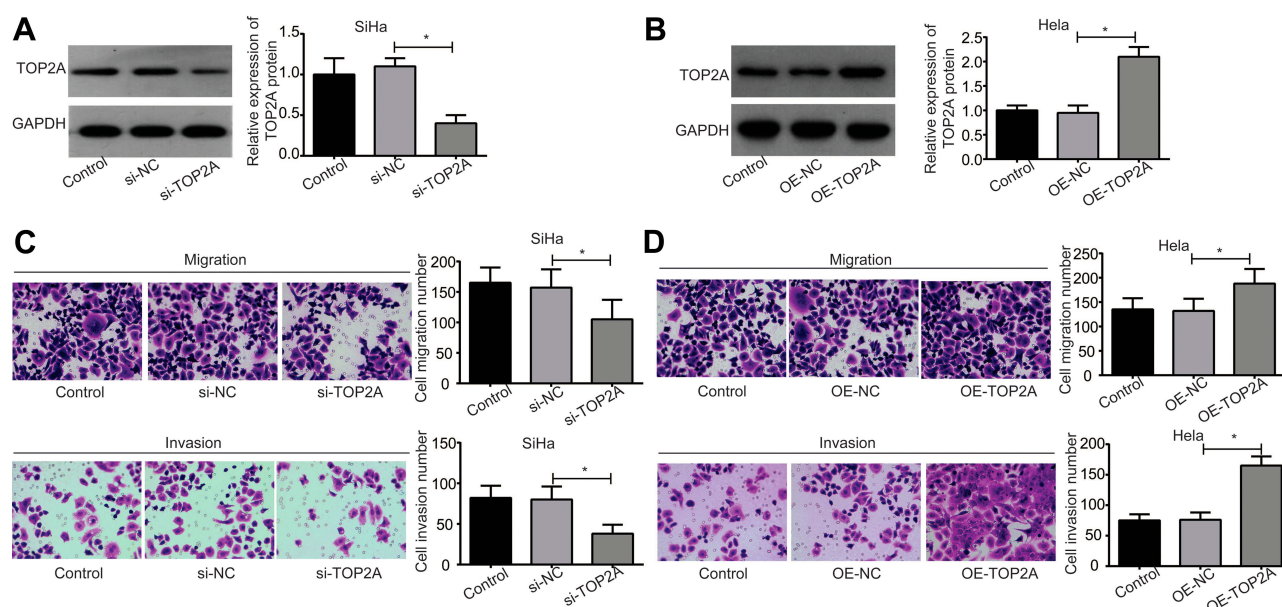 A
TOP2A
GAPDH
Control
si-NC
si-TOP2A
SiHa
*
Relative expression of
TOP2A protein
1.5
1.0
0.5
0.0
Control
si-NC
si-TOP2A
B
TOP2A
GAPDH
Control
OE-NC
OE-TOP2A
Hela
*
Relative expression of
TOP2A protein
2.5
2.0
1.5
1.0
0.5
0.0
Control
OE-NC
OE-TOP2A
C
Migration
Control
si-NC
si-TOP2A
SiHa
*
Cell migration number
200
150
100
50
0
Control
si-NC
si-TOP2A
Invasion
Control
si-NC
si-TOP2A
SiHa
*
Cell invasion number
150
100
50
0
Control
si-NC
si-TOP2A
D
Migration
Control
OE-NC
OE-TOP2A
Hela
*
Cell migration number
250
200
150
100
50
0
Control
OE-NC
OE-TOP2A
Invasion
Control
OE-NC
OE-TOP2A
Hela
*
Cell invasion number
200
150
100
50
0
Control
OE-NC
OE-TOP2A